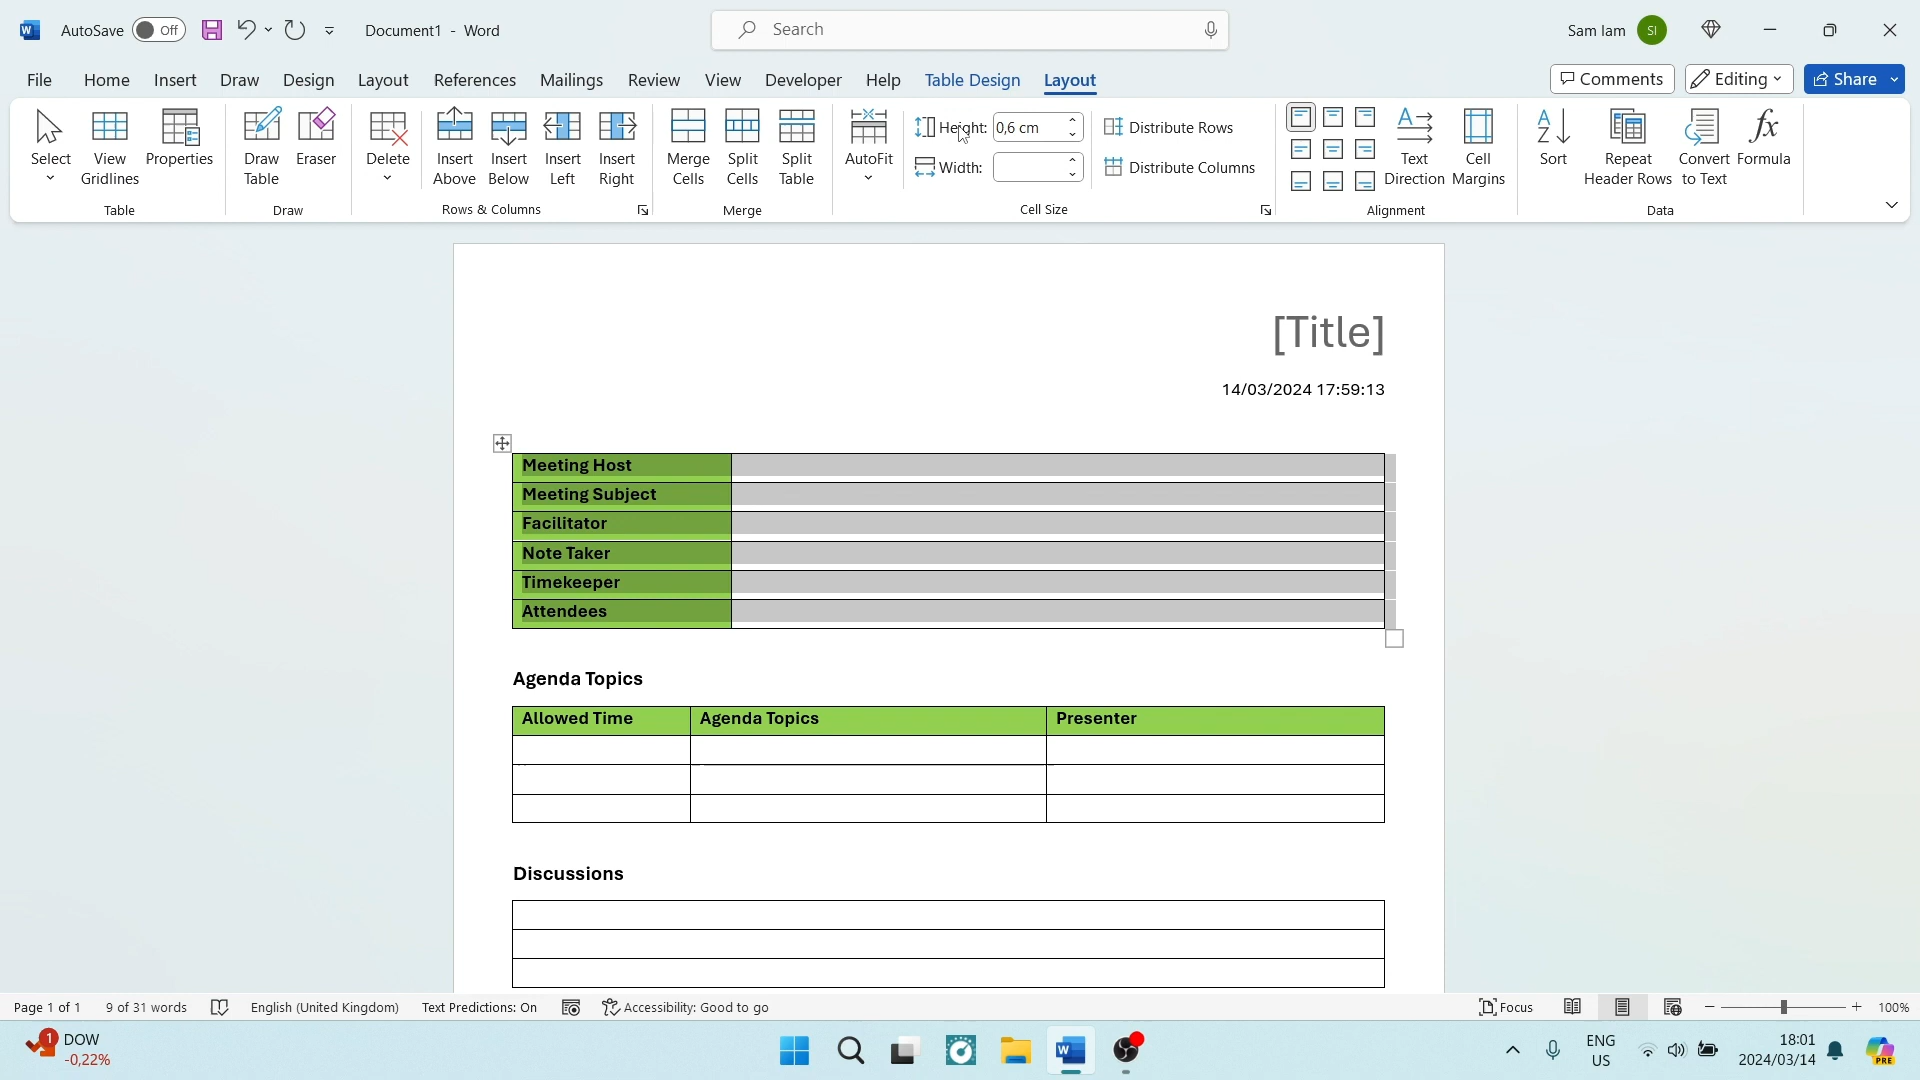 AutoSave Off Document1 - Word Search Sam Iam SI
File Home Insert Draw Design Layout References Mailings Review View Developer Help Table Design Layout Comments Editing Share
Select View Gridlines Properties Draw Table Eraser Delete Insert Above Insert Below Insert Left Insert Right Merge Cells Split Cells Split Table AutoFit Height: 0,6 cm Width: Distribute Rows Distribute Columns Text Direction Cell Margins Sort Repeat Header Rows Convert to Text Formula
Table Draw Rows & Columns Merge Cell Size Alignment Data
[Title]
14/03/2024 17:59:13
Meeting Host
Meeting Subject
Facilitator
Note Taker
Timekeeper
Attendees
Agenda Topics
Allowed Time Agenda Topics Presenter
Discussions
Page 1 of 1 9 of 31 words English (United Kingdom) Text Predictions: On Accessibility: Good to go Focus 100%
1 DOW ENG 18:01
-0,22% US 2024/03/14 PRE